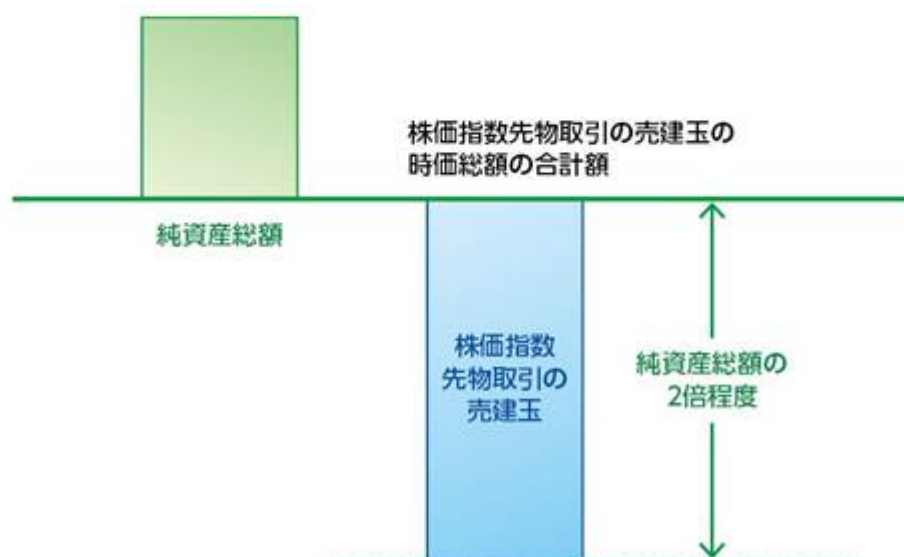 株価指数先物取引の売建玉の
時価総額の合計額
純資産総額
株価指数
先物取引の
売建玉
純資産総額の
2倍程度